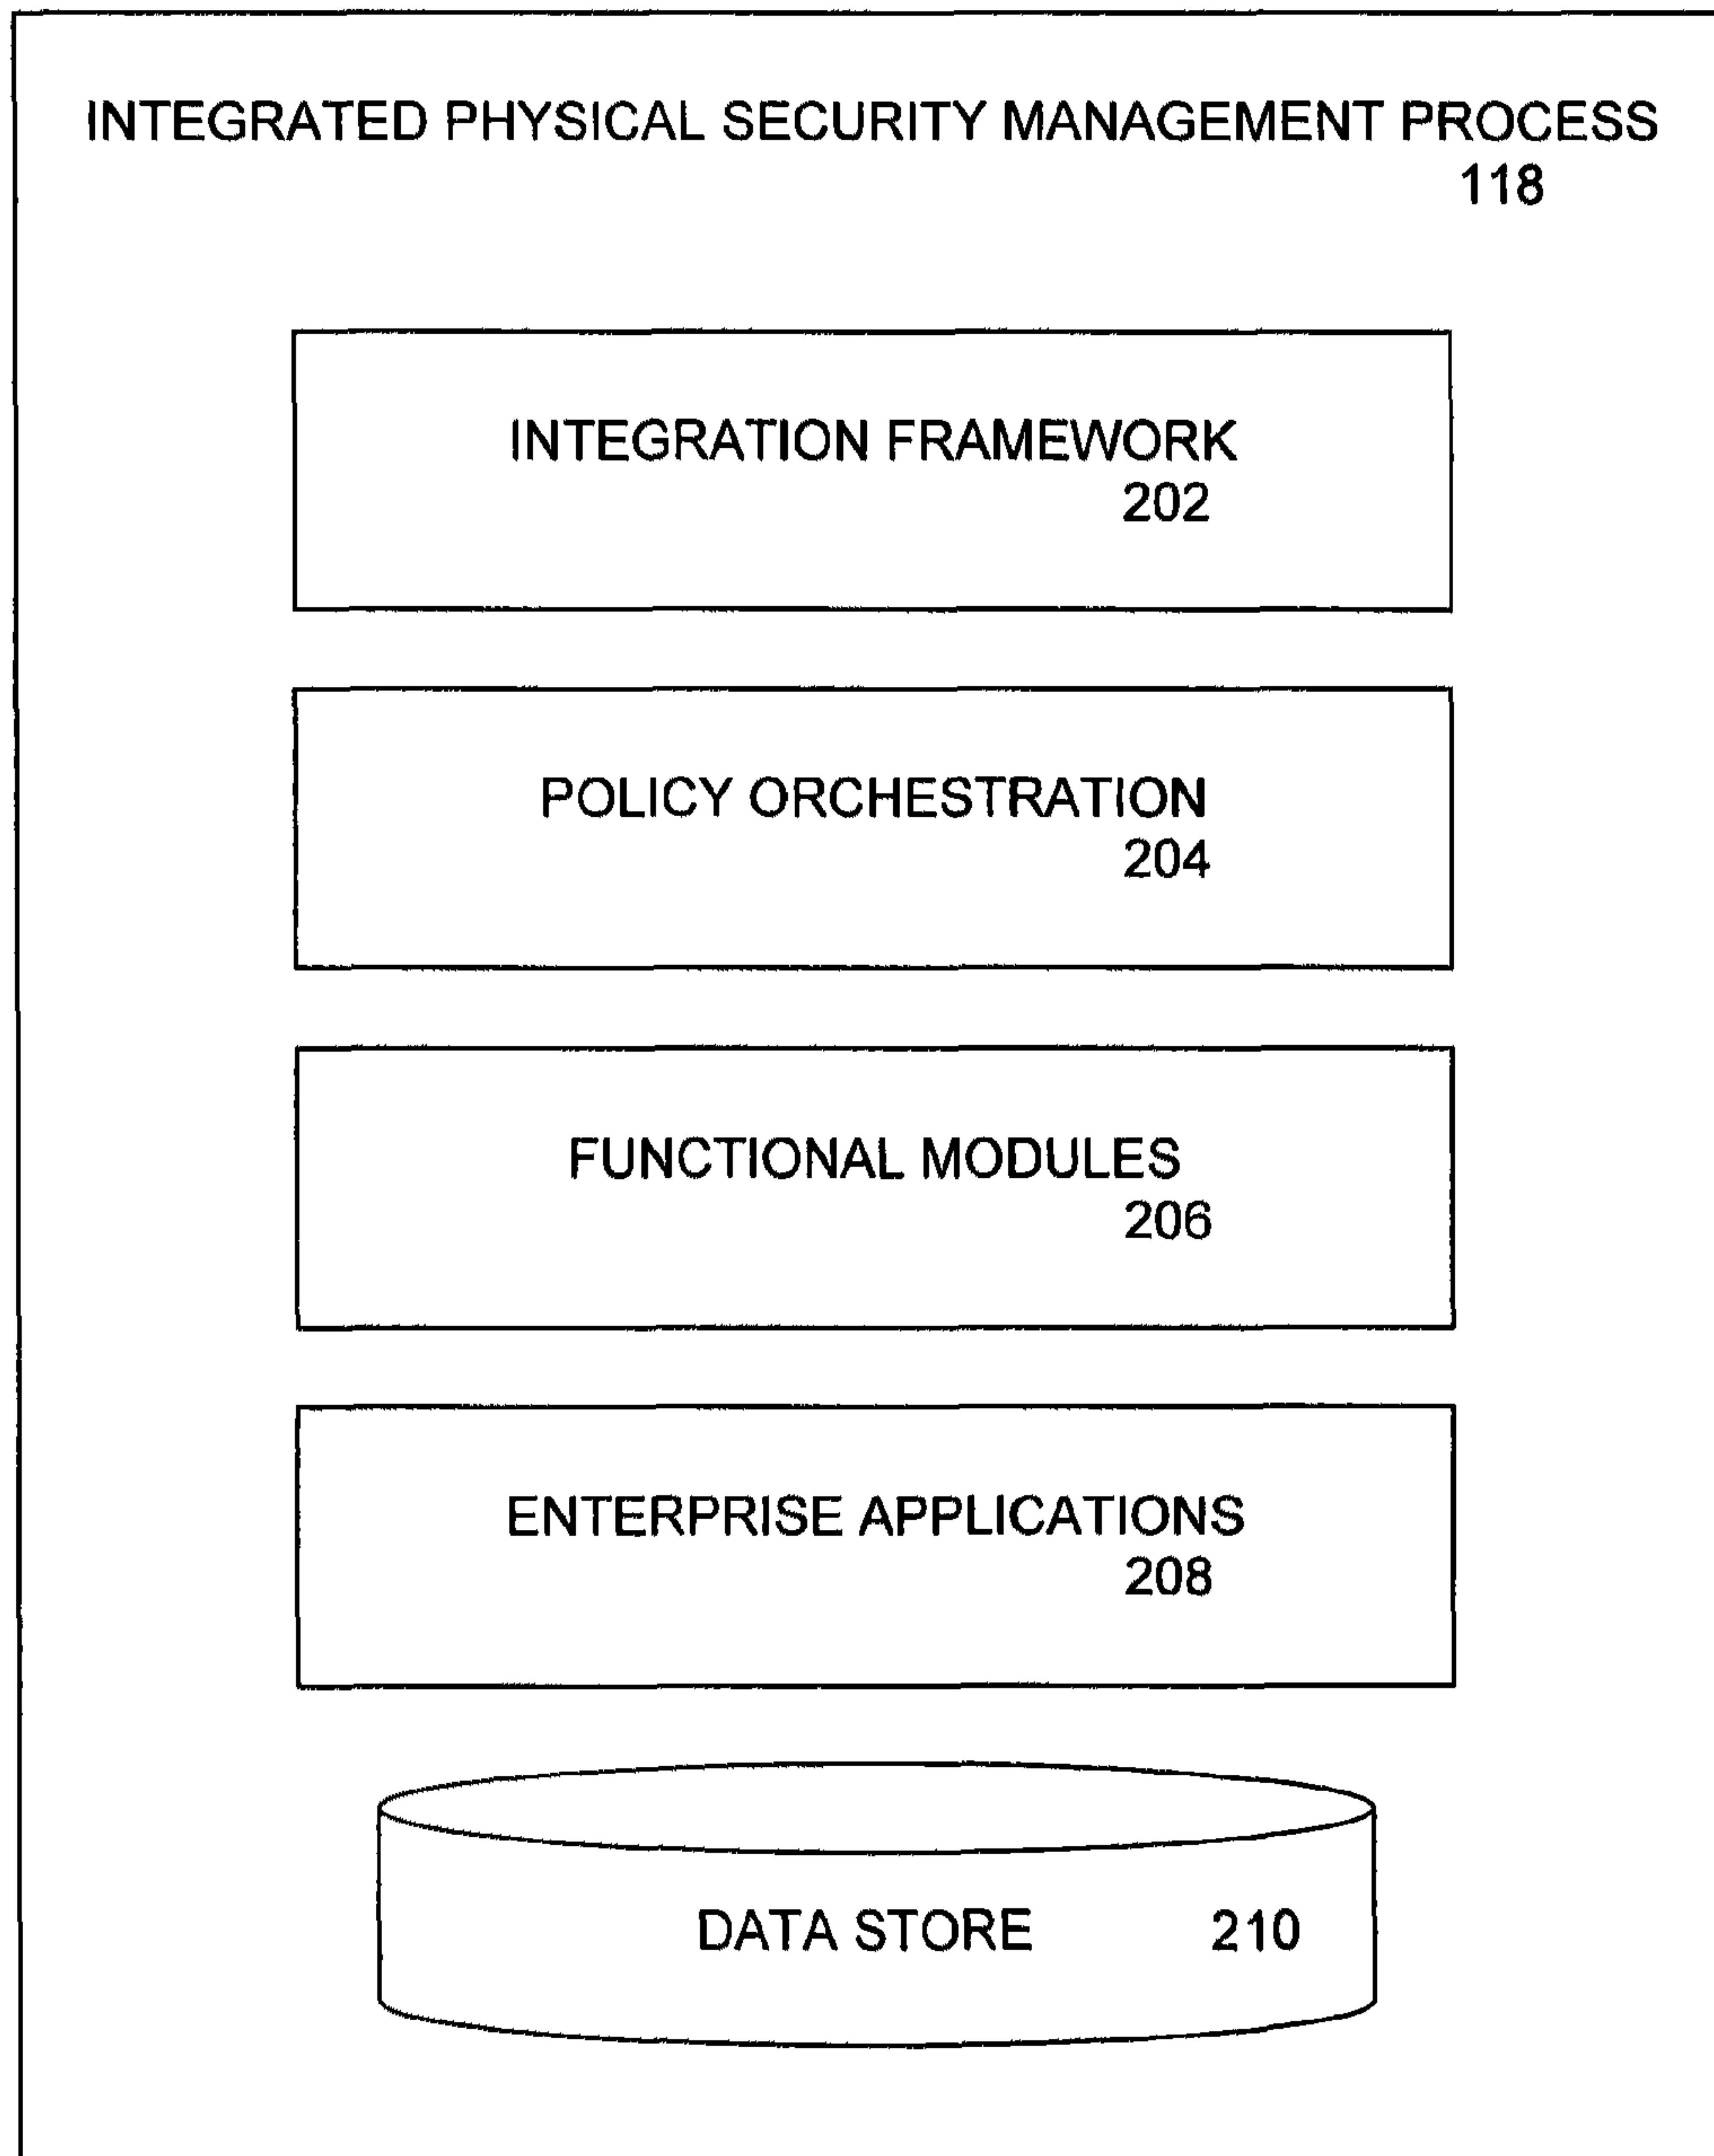 INTEGRATED PHYSICAL SECURITY MANAGEMENT PROCESS
118
INTEGRATION FRAMEWORK
202
POLICY ORCHESTRATION
204
FUNCTIONAL MODULES
206
ENTERPRISE APPLICATIONS
208
DATA STORE 210